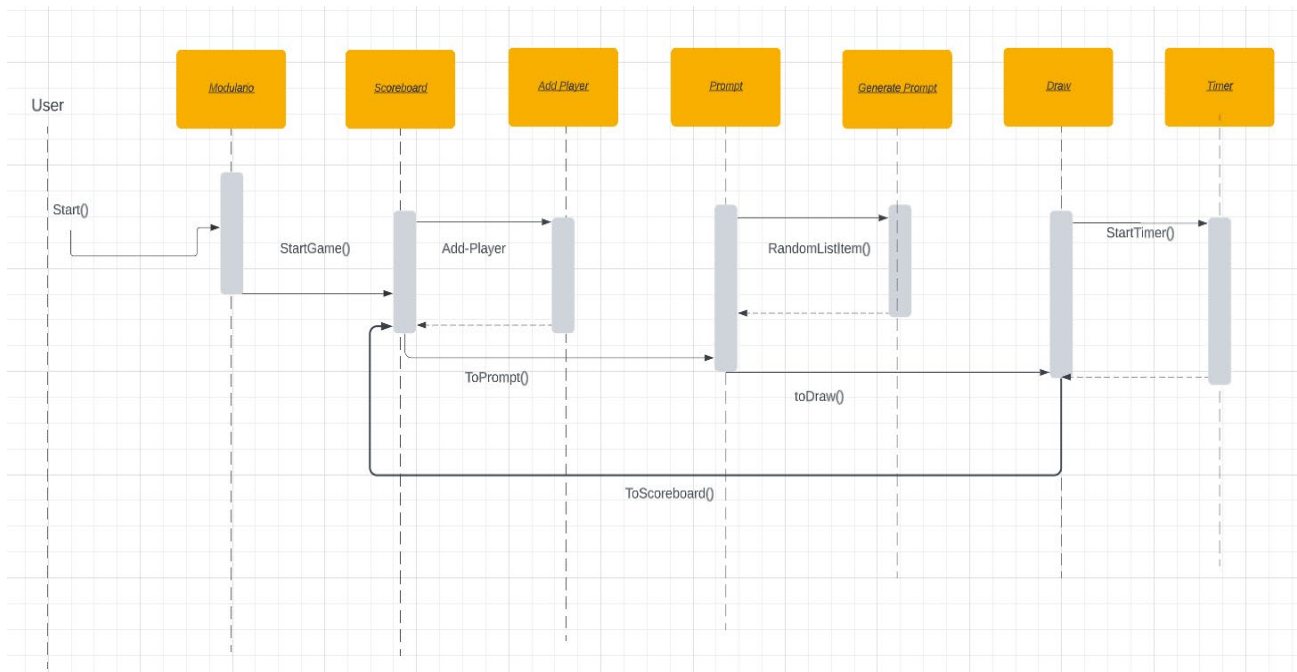 User
Modulario
Scoreboard
Add Player
Prompt
Generate Prompt
Draw
Timer
Start()
StartGame()
Add-Player
RandomListItem()
StartTimer()
ToPrompt()
toDraw()
ToScoreboard()